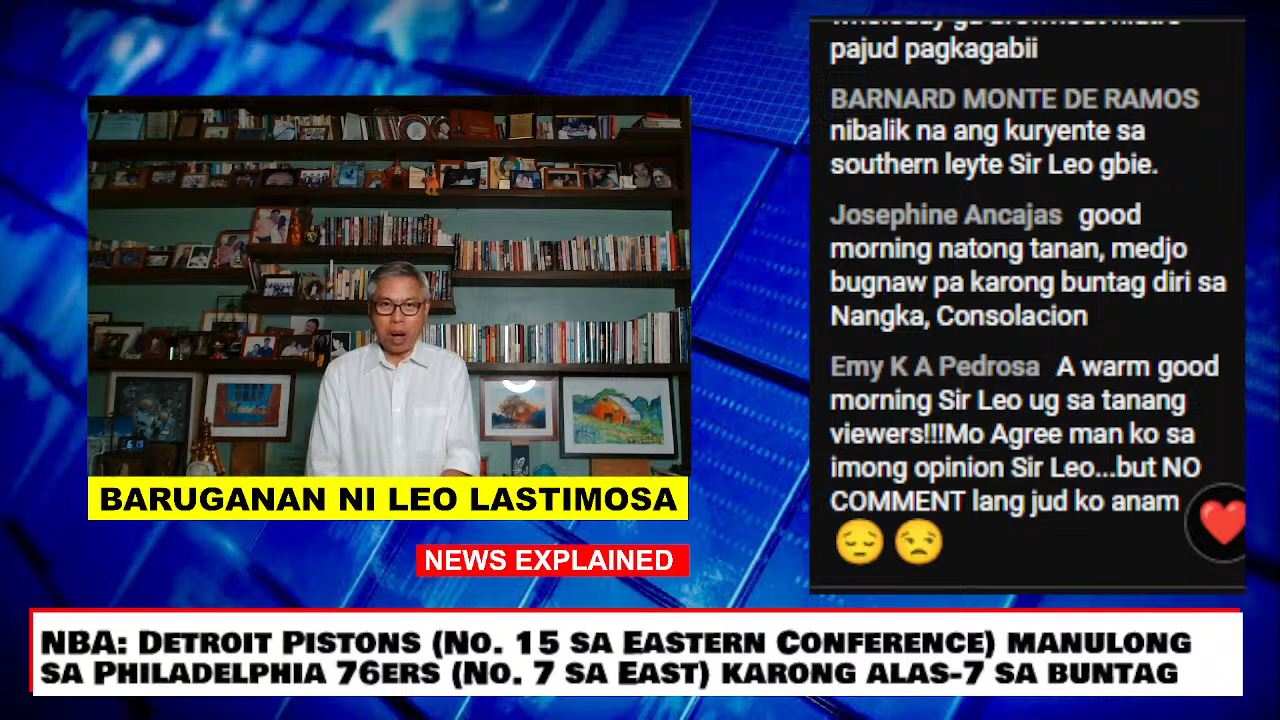 pajud pagkagabii
BARNARD MONTE DE RAMOS
nibalik na ang kuryente sa
southern leyte Sir Leo gbie.
Josephine Ancajas good
morning natong tanan, medjo
bugnaw pa karong buntag diri sa
Nangka, Consolacion
Emy K A Pedrosa A warm good
morning Sir Leo ug sa tanang
viewers!!!Mo Agree man ko sa
imong opinion Sir Leo...but NO
COMMENT lang jud ko anam
😔 😒
BARUGANAN NI LEO LASTIMOSA
NEWS EXPLAINED
NBA: DETROIT PISTONS (NO. 15 SA EASTERN CONFERENCE) MANULONG
SA PHILADELPHIA 76ERS (NO. 7 SA EAST) KARONG ALAS-7 SA BUNTAG